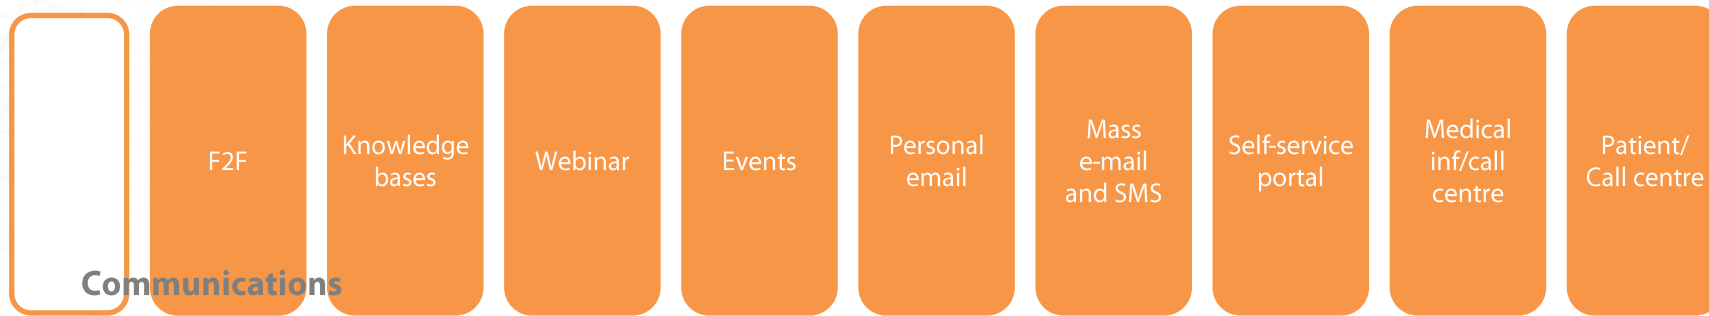 F2F
Knowledge
bases
Webinar
Events
Personal
email
Mass
e-mail
and SMS
Self-service
portal
Medical
inf/call
centre
Patient/
Call centre
Communications